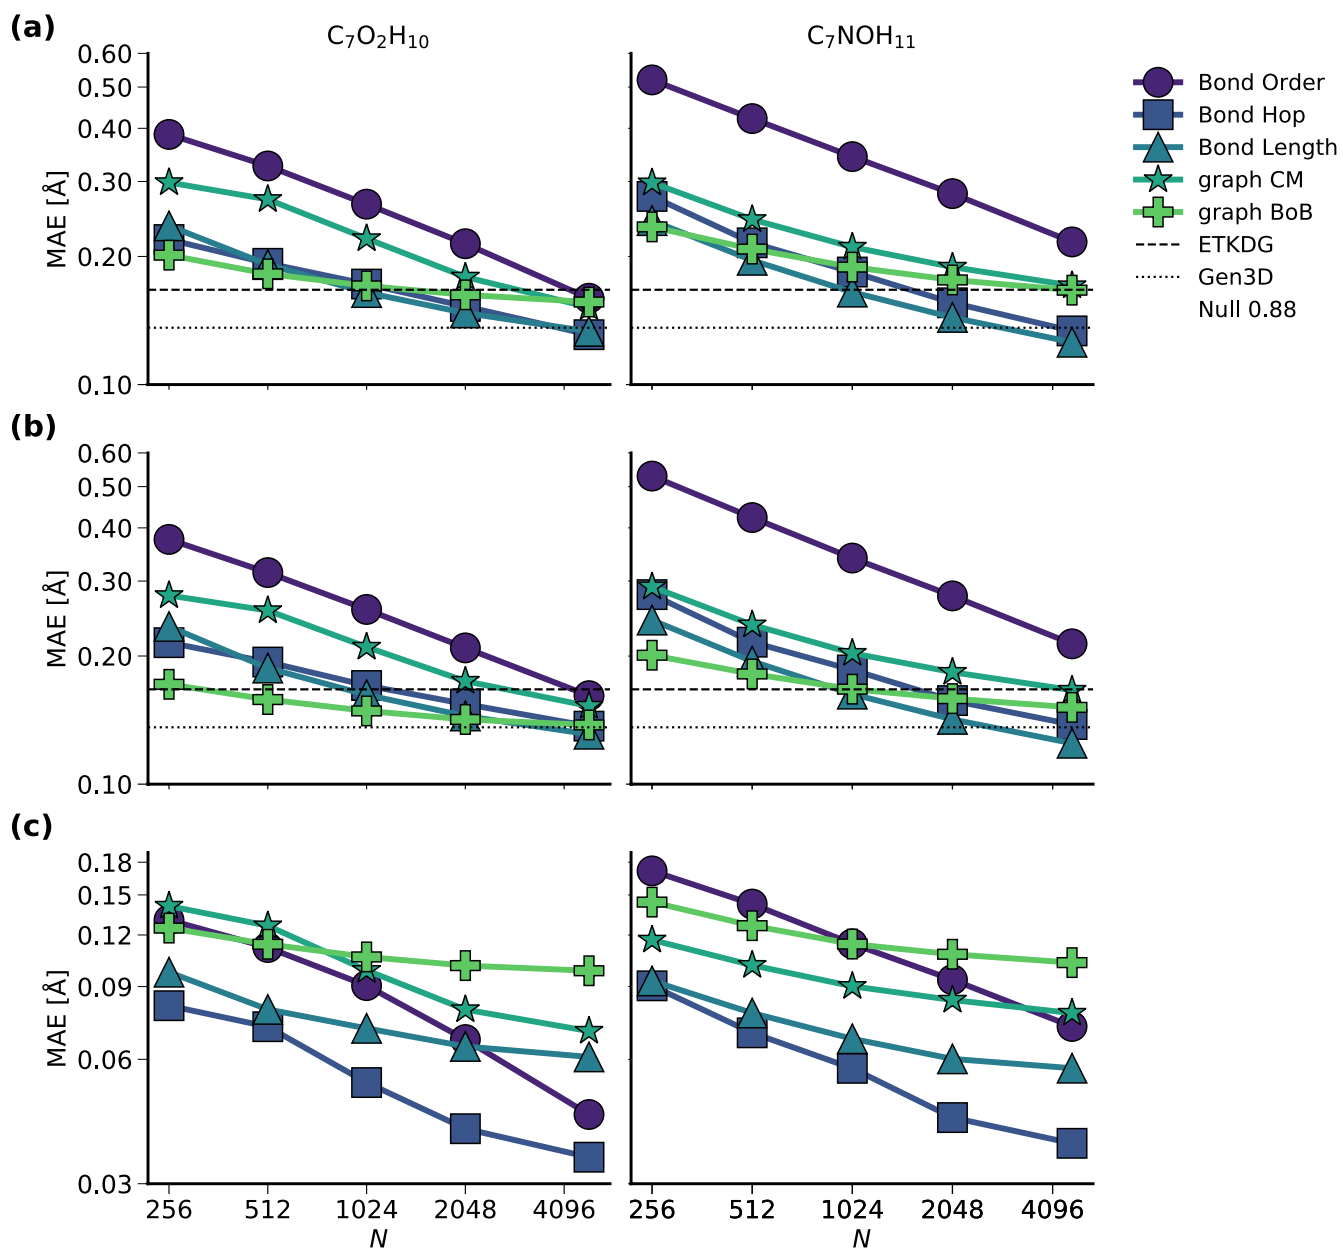 (a)
C₇O₂H₁₀
C₇NOH₁₁
MAE [Å]
0.60
0.50
0.40
0.30
0.20
0.10
Bond Order
Bond Hop
Bond Length
graph CM
graph BoB
ETKDG
Gen3D
Null 0.88
(b)
MAE [Å]
0.60
0.50
0.40
0.30
0.20
0.10
(c)
MAE [Å]
0.18
0.15
0.12
0.09
0.06
0.03
256 512 1024 2048 4096
256 512 1024 2048 4096
N
N